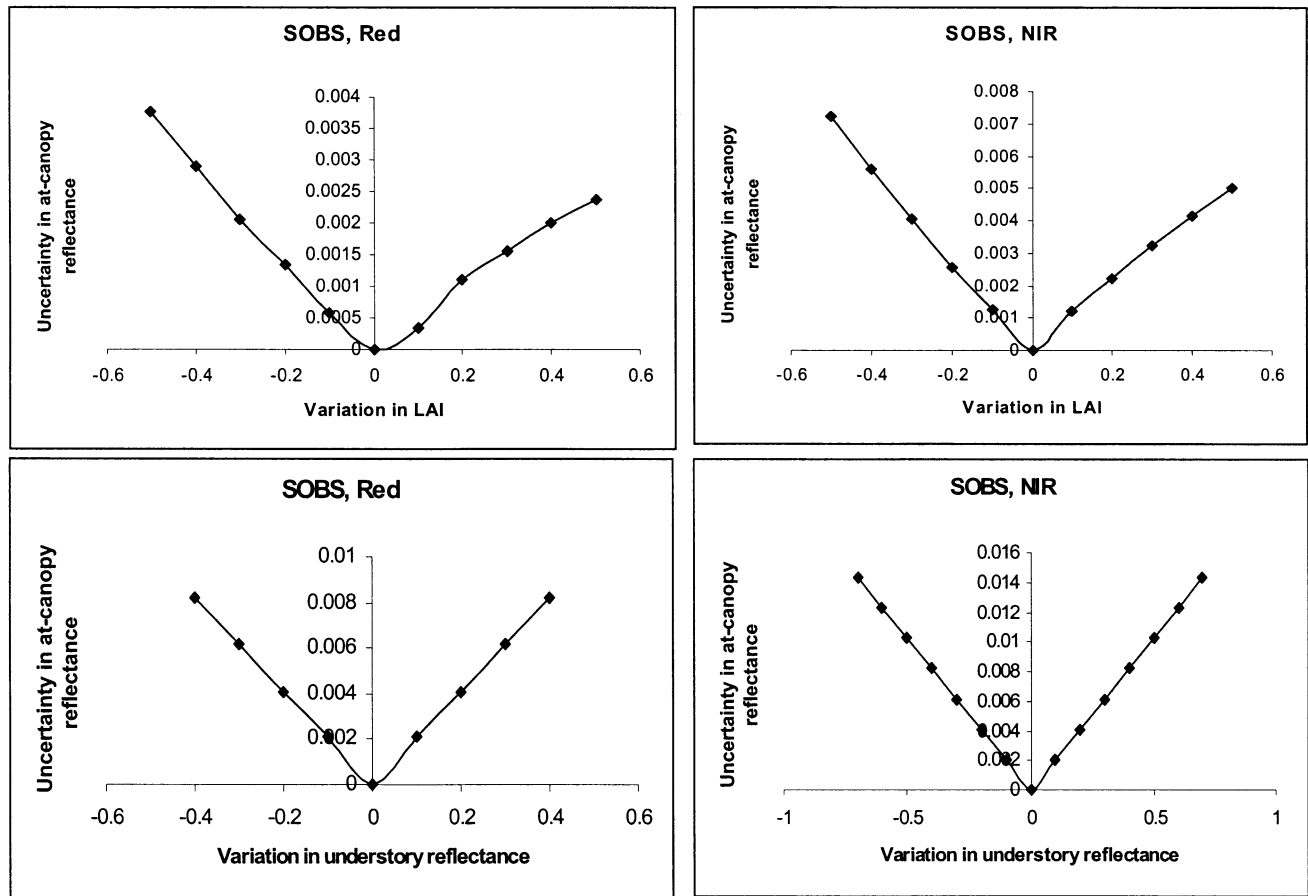 SOBS, Red
Uncertainty in at-canopy
reflectance
0.004
0.0035
0.003
0.0025
0.002
0.0015
0.001
0.0005
0
-0.6 -0.4 -0.2 0 0.2 0.4 0.6
Variation in LAI
SOBS, NIR
Uncertainty in at-canopy
reflectance
0.008
0.007
0.006
0.005
0.004
0.003
0.002
0.001
0
-0.6 -0.4 -0.2 0 0.2 0.4 0.6
Variation in LAI
SOBS, Red
Uncertainty in at-canopy
reflectance
0.01
0.008
0.006
0.004
0.002
0
-0.6 -0.4 -0.2 0 0.2 0.4 0.6
Variation in understory reflectance
SOBS, NIR
Uncertainty in at-canopy
reflectance
0.016
0.014
0.012
0.01
0.008
0.006
0.004
0.002
0
-1 -0.5 0 0.5 1
Variation in understory reflectance